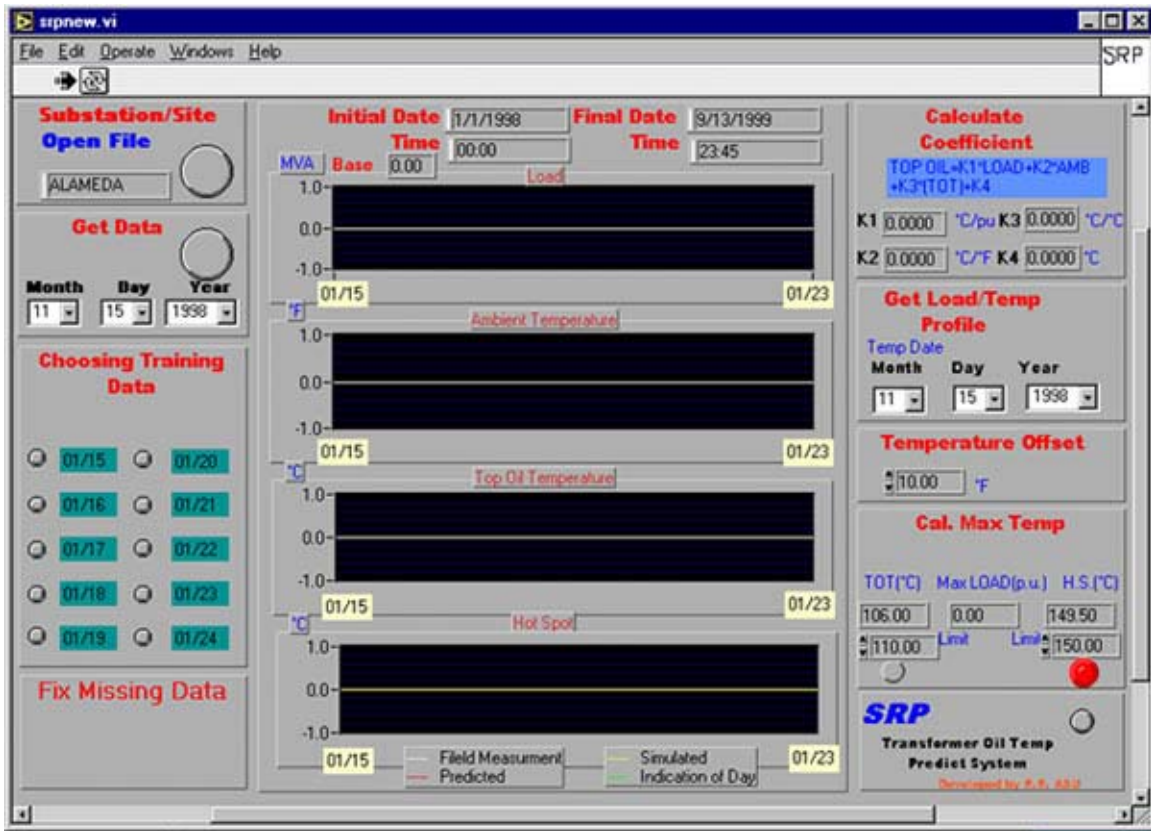 srpnew.vi
File Edit Operate Windows Help
SRP
Substation/Site
Open File
ALAMEDA
Get Data
Month Day Year
11 15 1998
Choosing Training
Data
01/15 01/20
01/16 01/21
01/17 01/22
01/18 01/23
01/19 01/24
Fix Missing Data
Initial Date 1/1/1998 Final Date 9/13/1999
Time 00:00 Time 23:45
MVA Base 0.00
Load
1.0
0.0
-1.0
01/15 01/23
°F
Ambient Temperature
1.0
0.0
-1.0
01/15 01/23
°C
Top Oil Temperature
1.0
0.0
-1.0
01/15 01/23
°C
Hot Spot
1.0
0.0
-1.0
01/15 01/23
Fileld Measurment Simulated
Predicted Indication of Day
Calculate
Coefficient
TOP OIL=K1*LOAD+K2*AMB
+K3*(TOT)+K4
K1 0.0000 °C/pu K3 0.0000 °C/°C
K2 0.0000 °C/°F K4 0.0000 °C
Get Load/Temp
Profile
Temp Date
Month Day Year
11 15 1998
Temperature Offset
10.00 °F
Cal. Max Temp
TOT(°C) Max LOAD(p.u.) H.S.(°C)
106.00 0.00 149.50
110.00 Limit Limit 150.00
SRP
Transformer Oil Temp
Predict System
Developed by